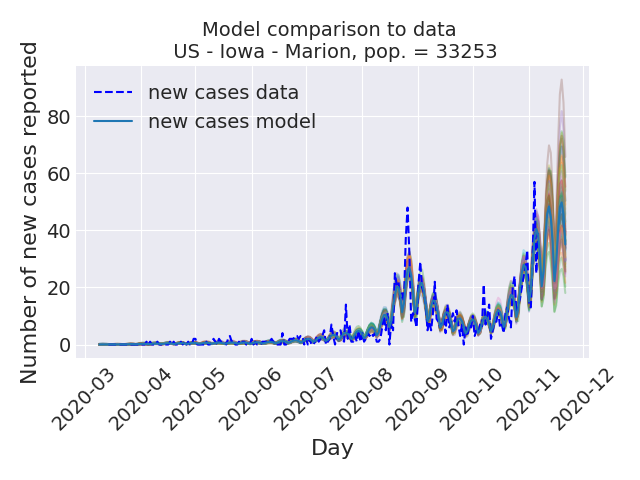 Model comparison to data
US - Iowa - Marion, pop. = 33253
Number of new cases reported
new cases data
new cases model
80
60
40
20
0
2020-03
2020-04
2020-05
2020-06
2020-07
2020-08
2020-09
2020-10
2020-11
2020-12
Day